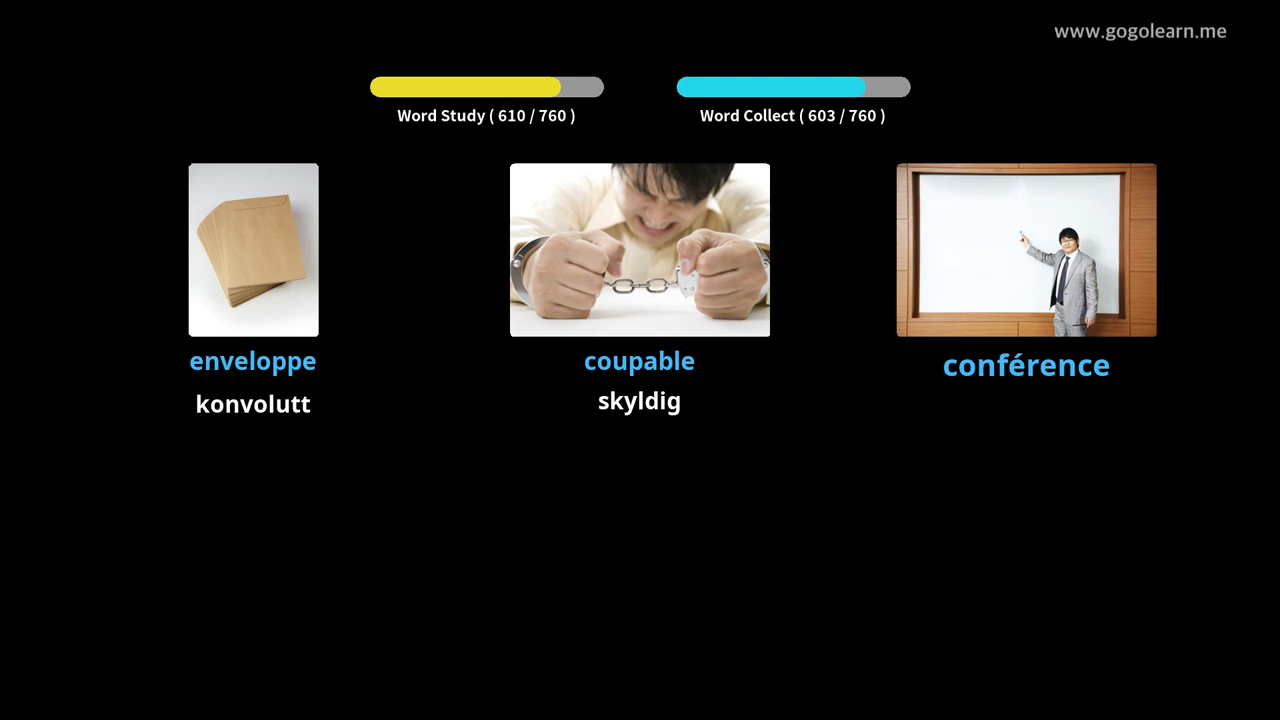 www.gogolearn.me
Word Study ( 610 / 760 )
Word Collect ( 603 / 760 )
enveloppe
konvolutt
coupable
skyldig
conférence